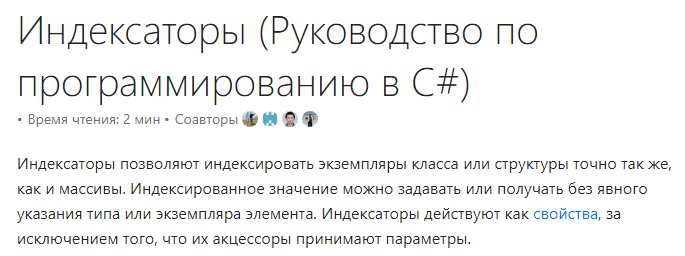 Индексаторы (Руководство по
программированию в C#)
• Время чтения: 2 мин • Соавторы
Индексаторы позволяют индексировать экземпляры класса или структуры точно так же,
как и массивы. Индексированное значение можно задавать или получать без явного
указания типа или экземпляра элемента. Индексаторы действуют как свойства, за
исключением того, что их акцессоры принимают параметры.